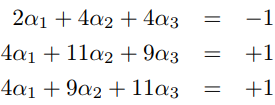 2α₁ + 4α₂ + 4α₃ = −1
4α₁ + 11α₂ + 9α₃ = +1
4α₁ + 9α₂ + 11α₃ = +1